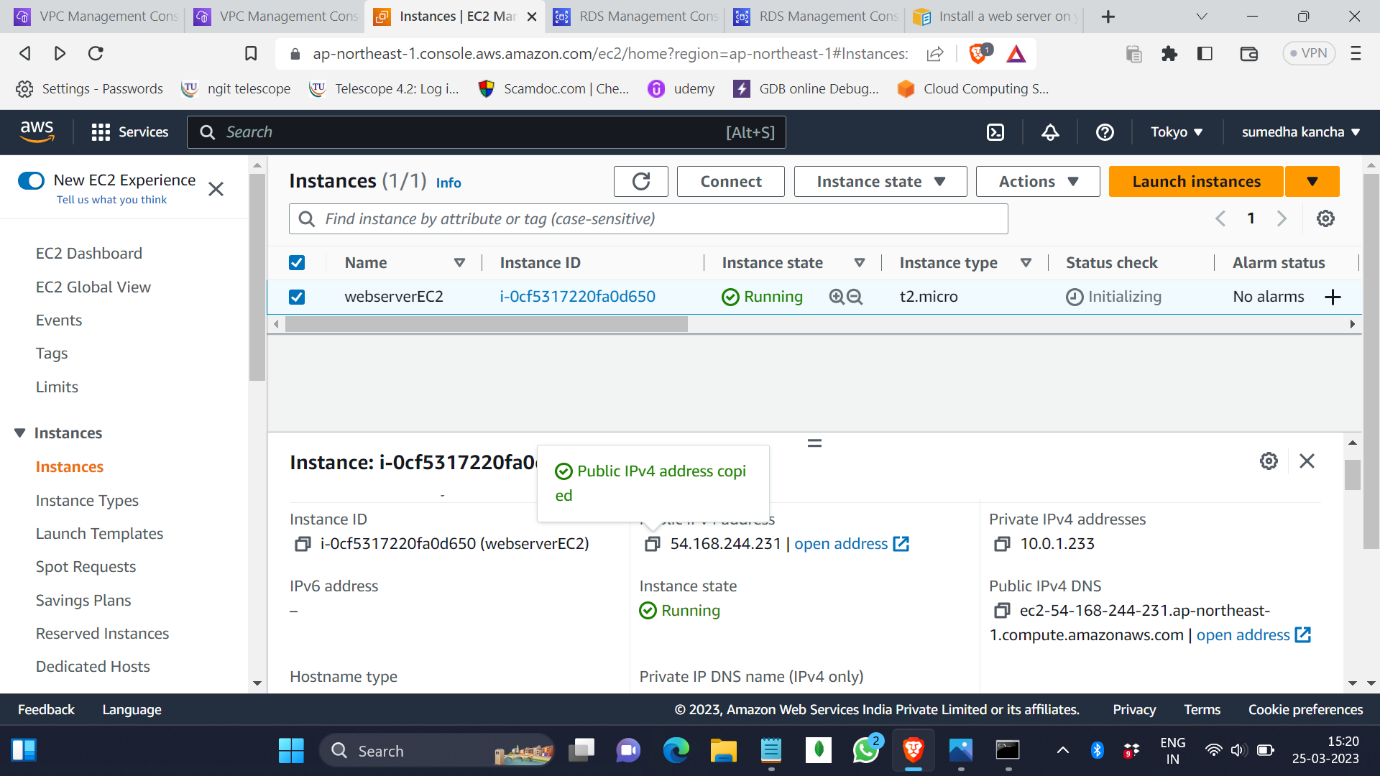 VPC Management Cons
VPC Management Cons
Instances | EC2 Mar
RDS Management Cons
RDS Management Cons
Install a web server on y
ap-northeast-1.console.aws.amazon.com/ec2/home?region=ap-northeast-1#Instances:
1
VPN
Settings - Passwords
ngit telescope
Telescope 4.2: Log i...
Scamdoc.com | Che...
udemy
GDB online Debug...
Cloud Computing S...
aws
Services
Search
[Alt+S]
Tokyo
sumedha kancha
New EC2 Experience
Tell us what you think
EC2 Dashboard
EC2 Global View
Events
Tags
Limits
Instances
Instances
Instance Types
Launch Templates
Spot Requests
Savings Plans
Reserved Instances
Dedicated Hosts
Instances (1/1) Info
Connect
Instance state
Actions
Launch instances
Find instance by attribute or tag (case-sensitive)
1
Name
Instance ID
Instance state
Instance type
Status check
Alarm status
webserverEC2
i-0cf5317220fa0d650
Running
t2.micro
Initializing
No alarms
Instance: i-0cf5317220fa0
Public IPv4 address copi
ed
Instance ID
i-0cf5317220fa0d650 (webserverEC2)
Public IPv4 address
54.168.244.231 | open address
Private IPv4 addresses
10.0.1.233
IPv6 address
–
Instance state
Running
Public IPv4 DNS
ec2-54-168-244-231.ap-northeast-
1.compute.amazonaws.com | open address
Hostname type
Private IP DNS name (IPv4 only)
Feedback
Language
© 2023, Amazon Web Services India Private Limited or its affiliates.
Privacy
Terms
Cookie preferences
Search
2
9
ENG
IN
15:20
25-03-2023